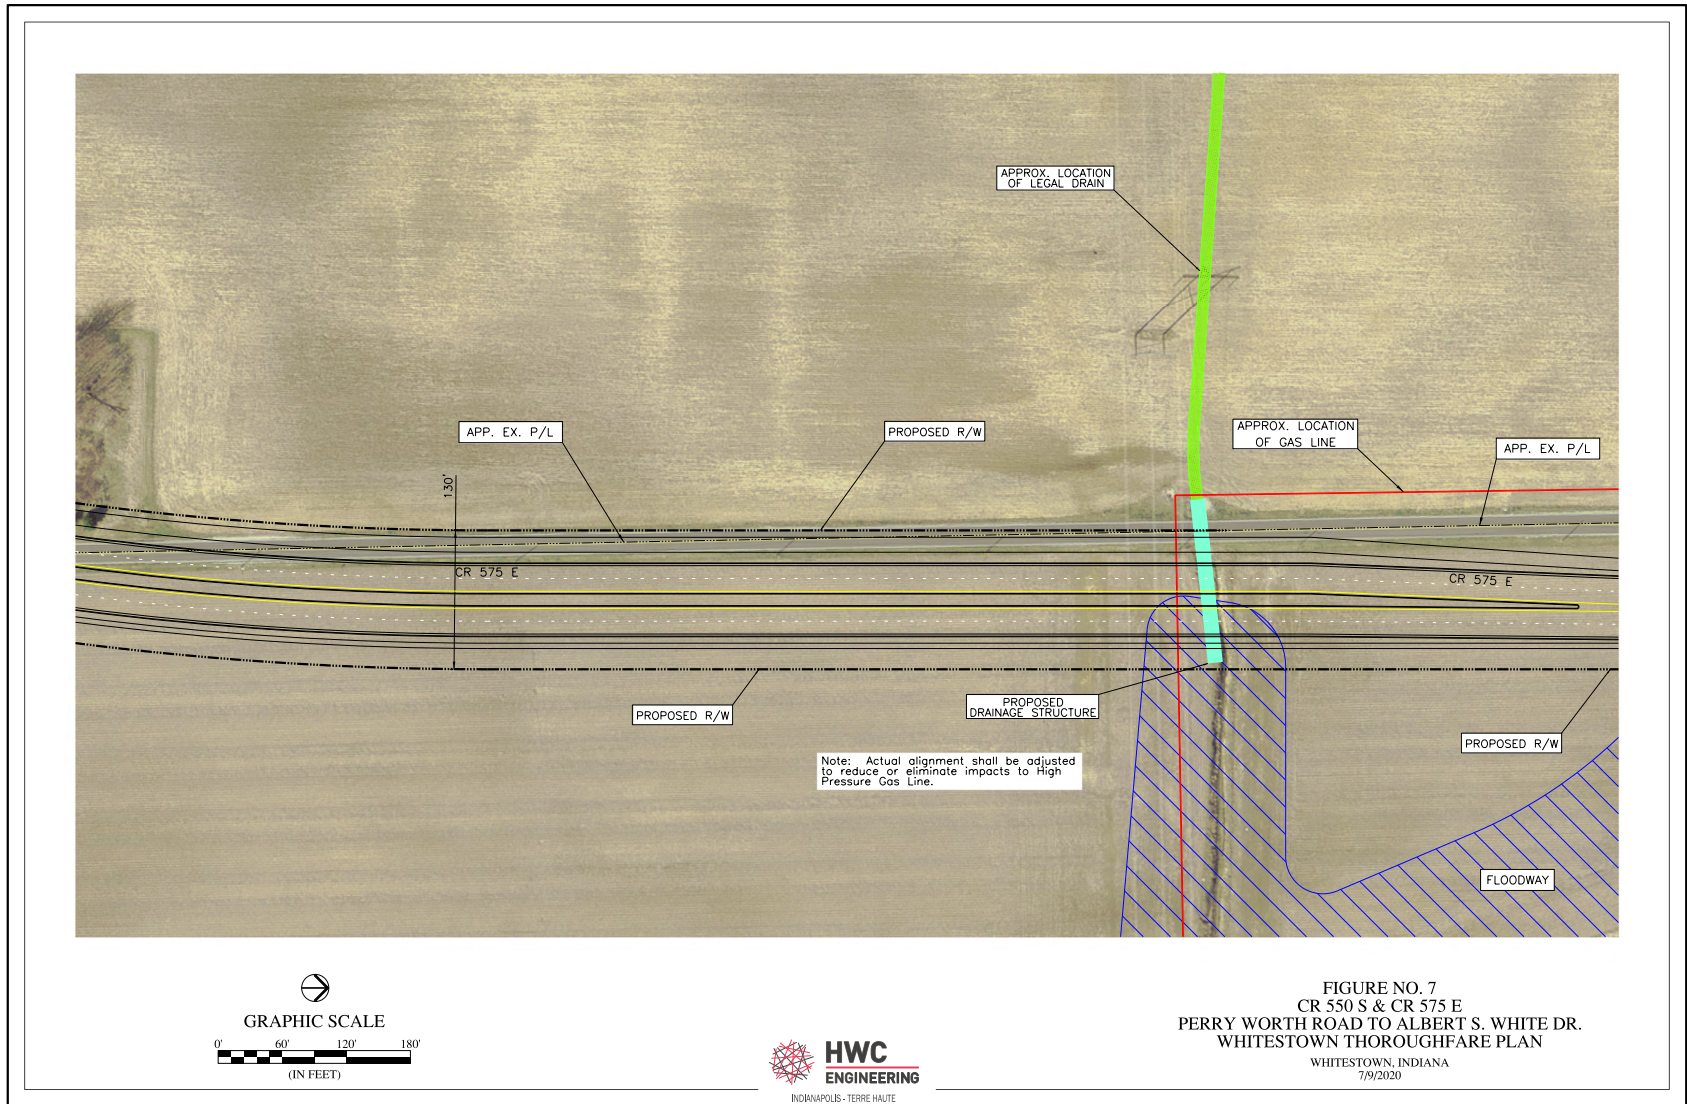 APPROX. LOCATION
OF LEGAL DRAIN
APP. EX. P/L
PROPOSED R/W
APPROX. LOCATION
OF GAS LINE
APP. EX. P/L
130'
CR 575 E
CR 575 E
PROPOSED R/W
PROPOSED
DRAINAGE STRUCTURE
PROPOSED R/W
Note: Actual alignment shall be adjusted
to reduce or eliminate impacts to High
Pressure Gas Line.
FLOODWAY
GRAPHIC SCALE
0' 60' 120' 180'
(IN FEET)
HWC
ENGINEERING
INDIANAPOLIS - TERRE HAUTE
FIGURE NO. 7
CR 550 S & CR 575 E
PERRY WORTH ROAD TO ALBERT S. WHITE DR.
WHITESTOWN THOROUGHFARE PLAN
WHITESTOWN, INDIANA
7/9/2020